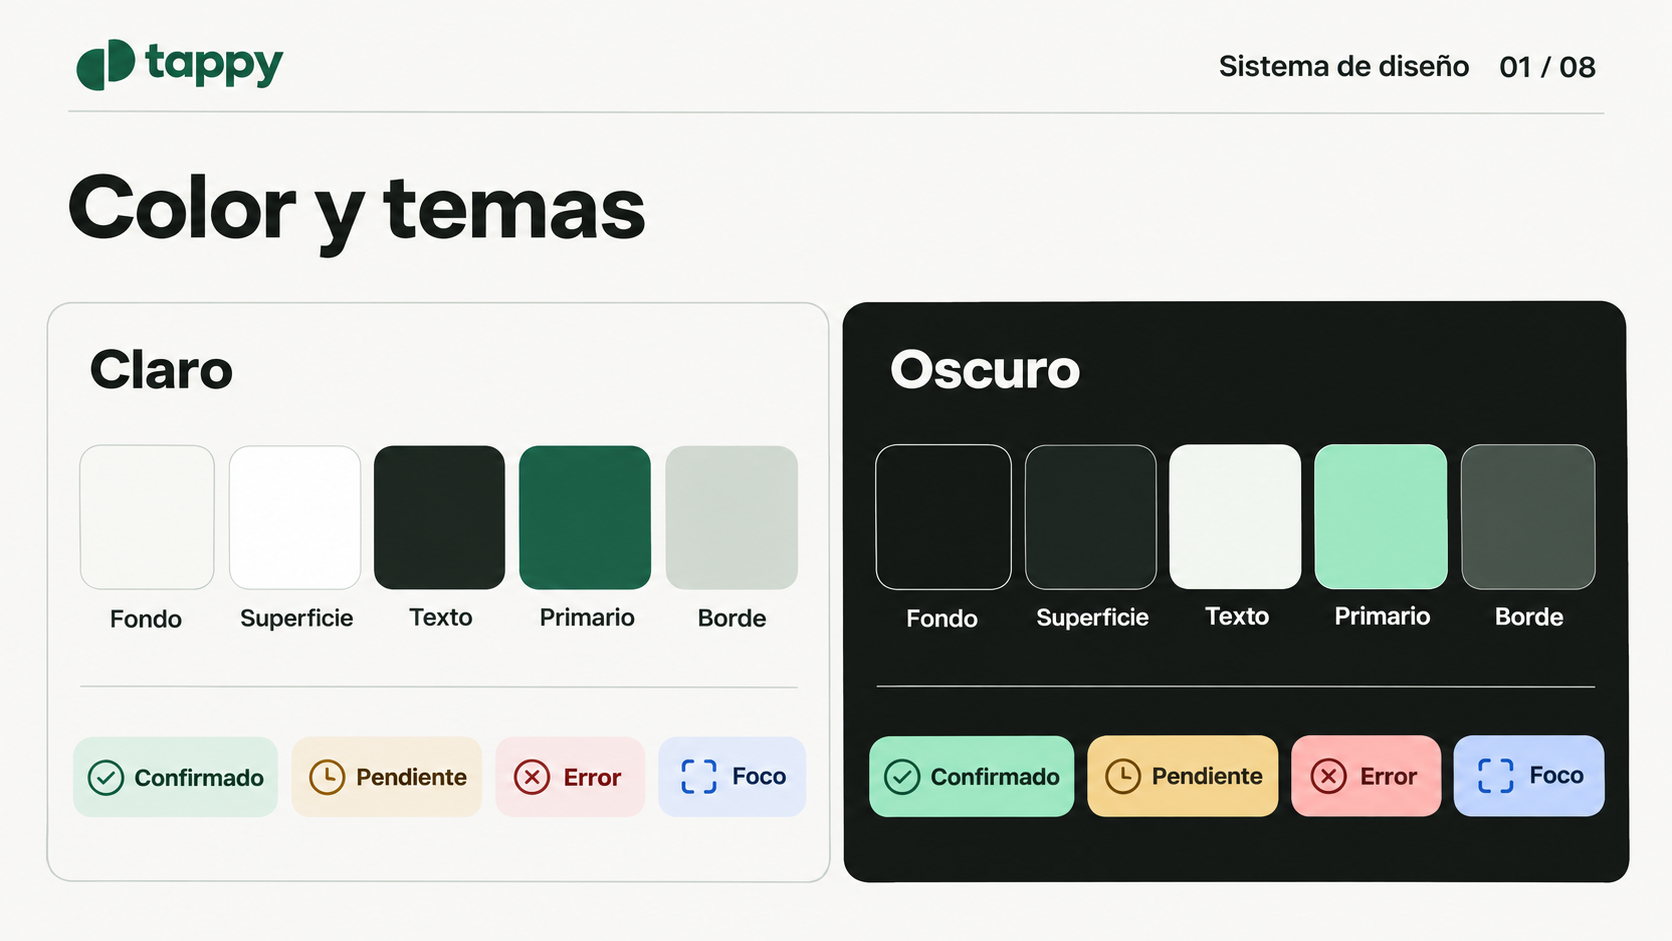 tappy
Sistema de diseño 01 / 08
Color y temas
Claro
Fondo Superficie Texto Primario Borde
Confirmado Pendiente Error Foco
Oscuro
Fondo Superficie Texto Primario Borde
Confirmado Pendiente Error Foco